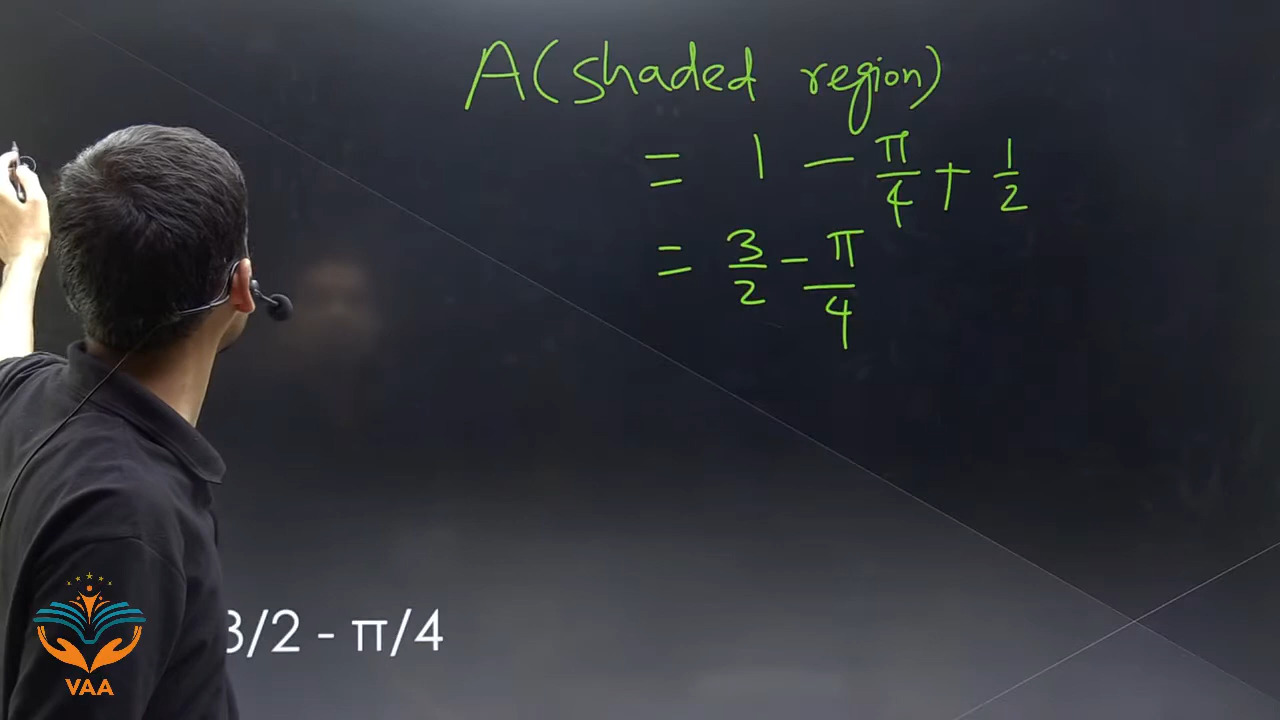 A(shaded region)
= 1 - π/4 + 1/2
= 3/2 - π/4
3/2 - π/4
VAA